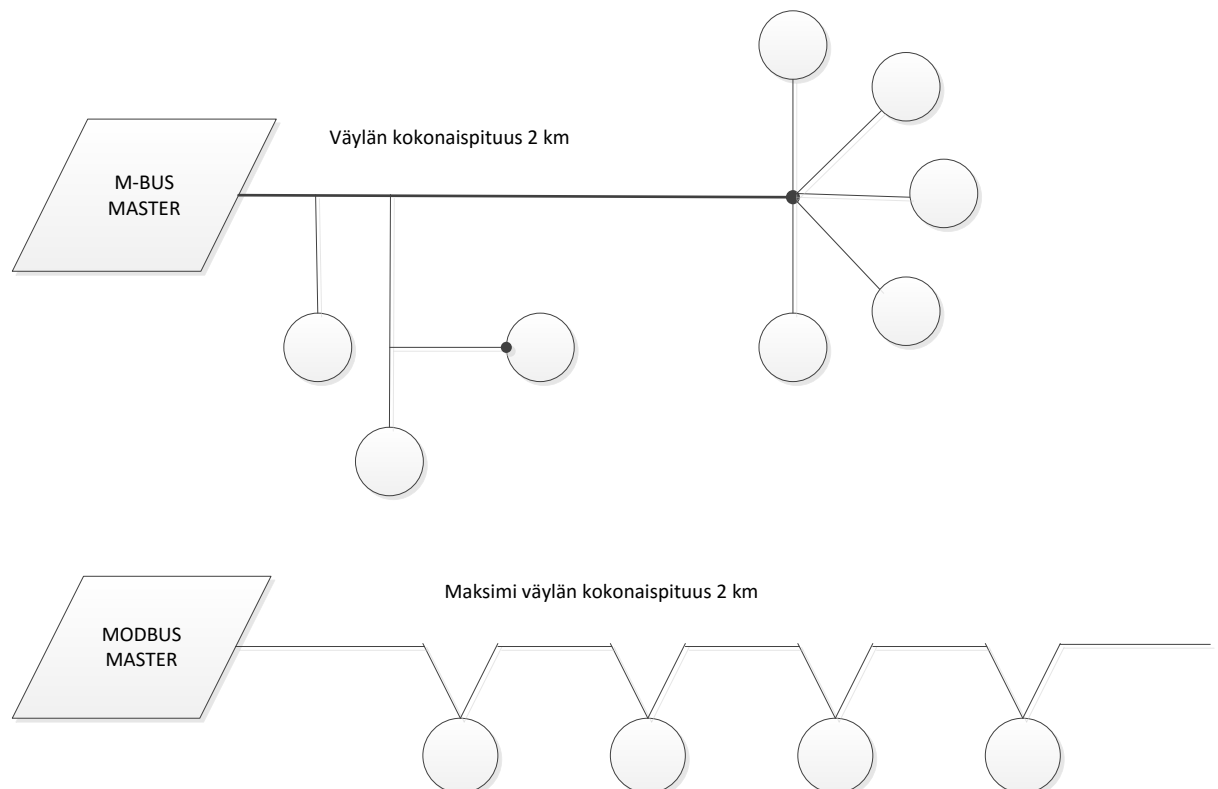 Väylän kokonaispituus 2 km
M-BUS
MASTER
Maksimi väylän kokonaispituus 2 km
MODBUS
MASTER